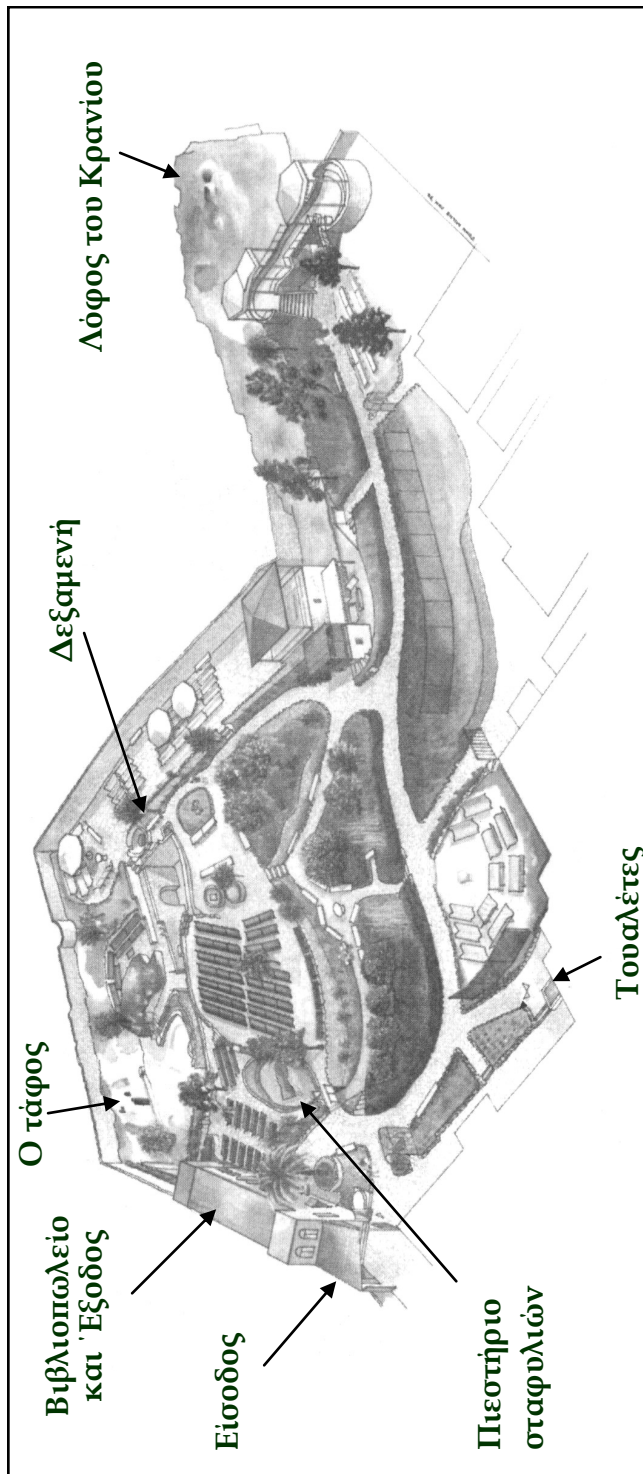 Λόφος του Κρανίου
Δεξαμενή
Ο τάφος
Βιβλιοπωλείο
και Έξοδος
Είσοδος
Πιεστήριο
σταφυλιών
Τουαλέτες